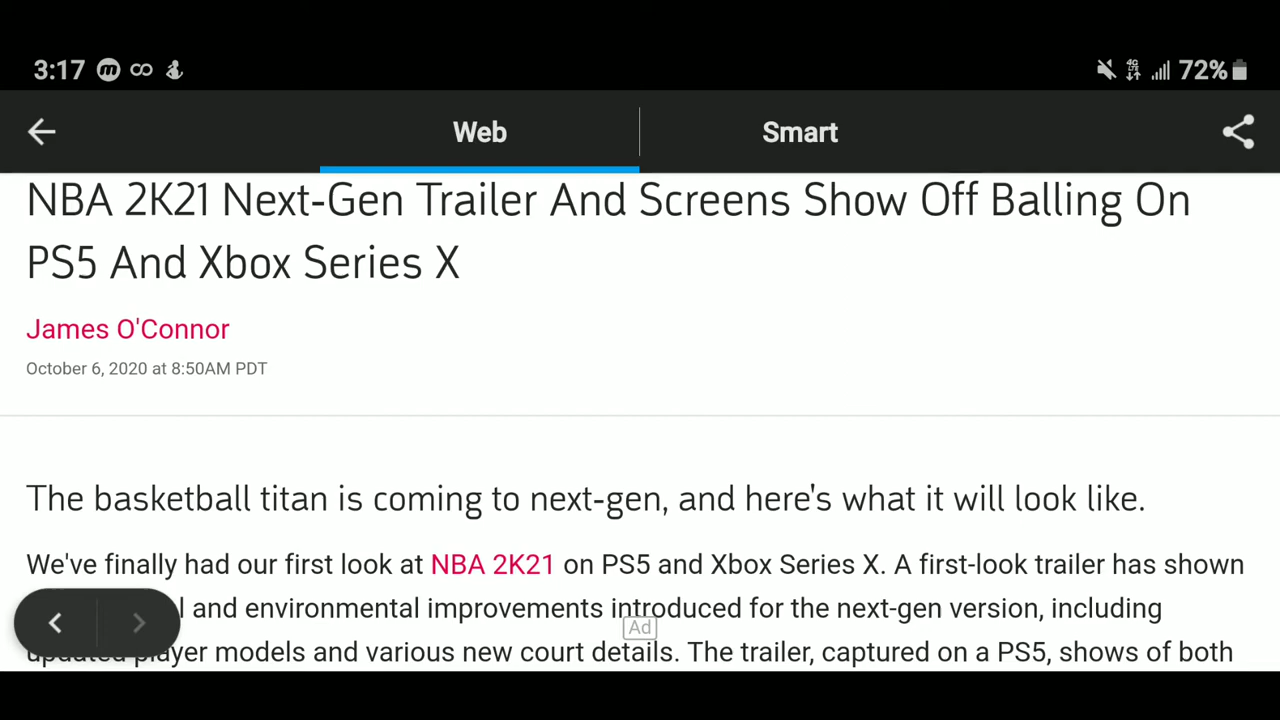 3:17
4G LTE 72%
Web Smart
NBA 2K21 Next-Gen Trailer And Screens Show Off Balling On
PS5 And Xbox Series X
James O'Connor
October 6, 2020 at 8:50AM PDT
The basketball titan is coming to next-gen, and here's what it will look like.
We've finally had our first look at NBA 2K21 on PS5 and Xbox Series X. A first-look trailer has shown
and environmental improvements introduced for the next-gen version, including
Ad
updated player models and various new court details. The trailer, captured on a PS5, shows of both